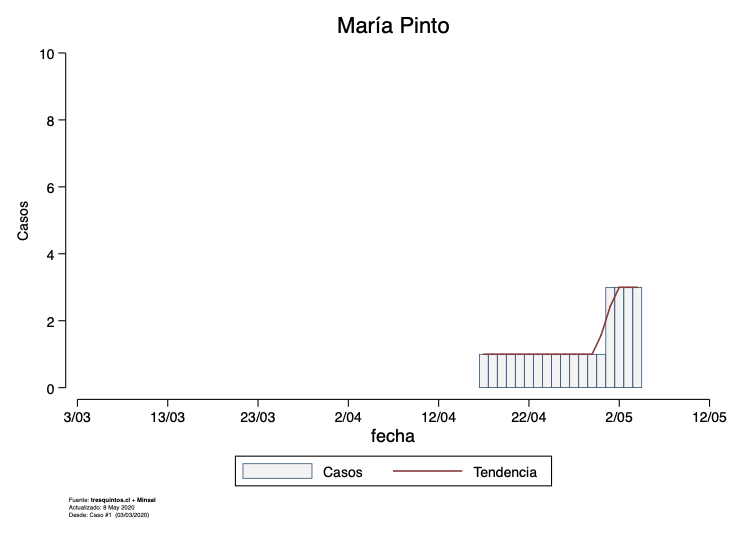 María Pinto
10
8
6
4
2
0
Casos
3/03 13/03 23/03 2/04 12/04 22/04 2/05 12/05
fecha
Casos Tendencia
Fuente: tresquintos.cl + Minsal
Actualizado: 8 May 2020
Desde: Caso #1 (03/03/2020)